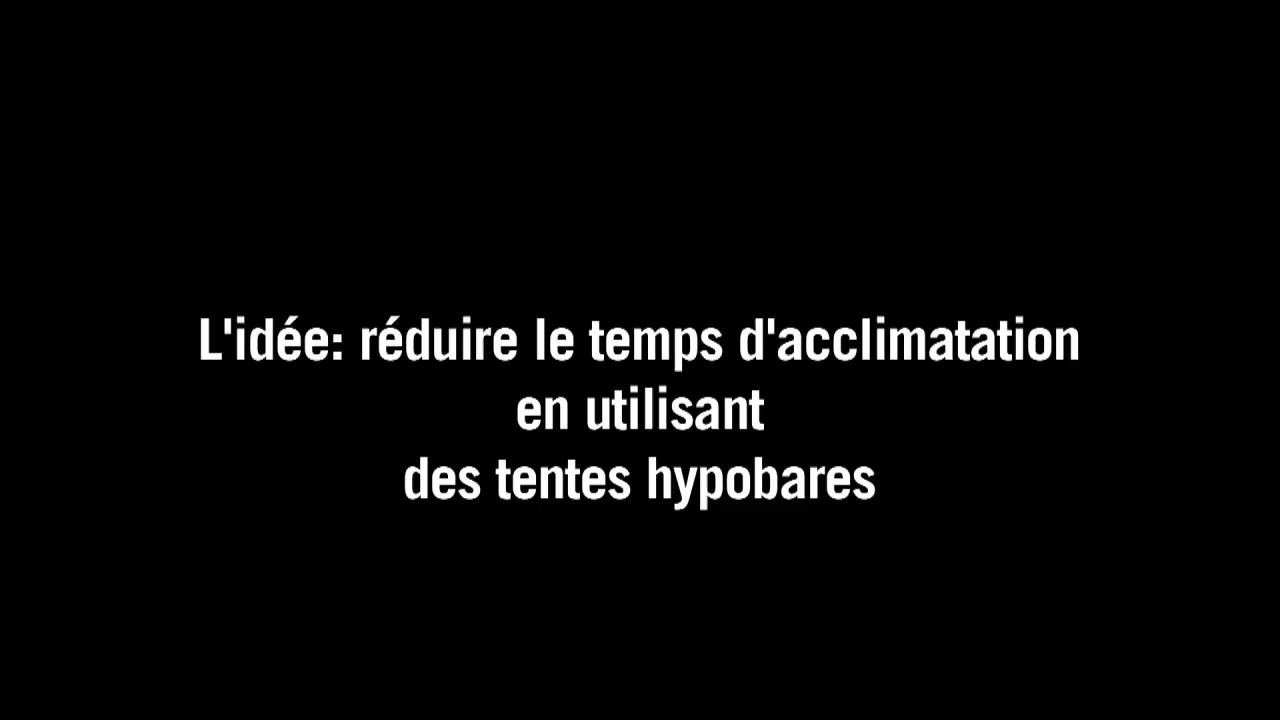 L'idée: réduire le temps d'acclimatation
en utilisant
des tentes hypobares